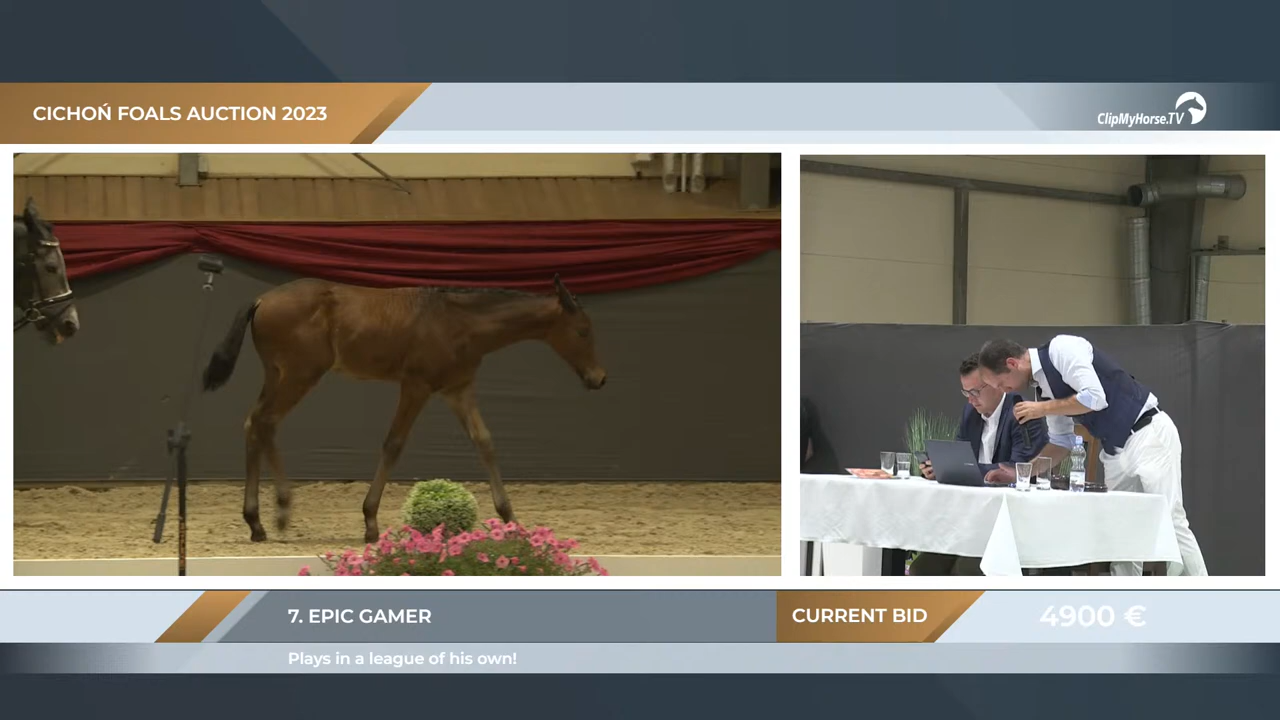 CICHOŃ FOALS AUCTION 2023
ClipMyHorse.TV
7. EPIC GAMER
CURRENT BID
4900 €
Plays in a league of his own!